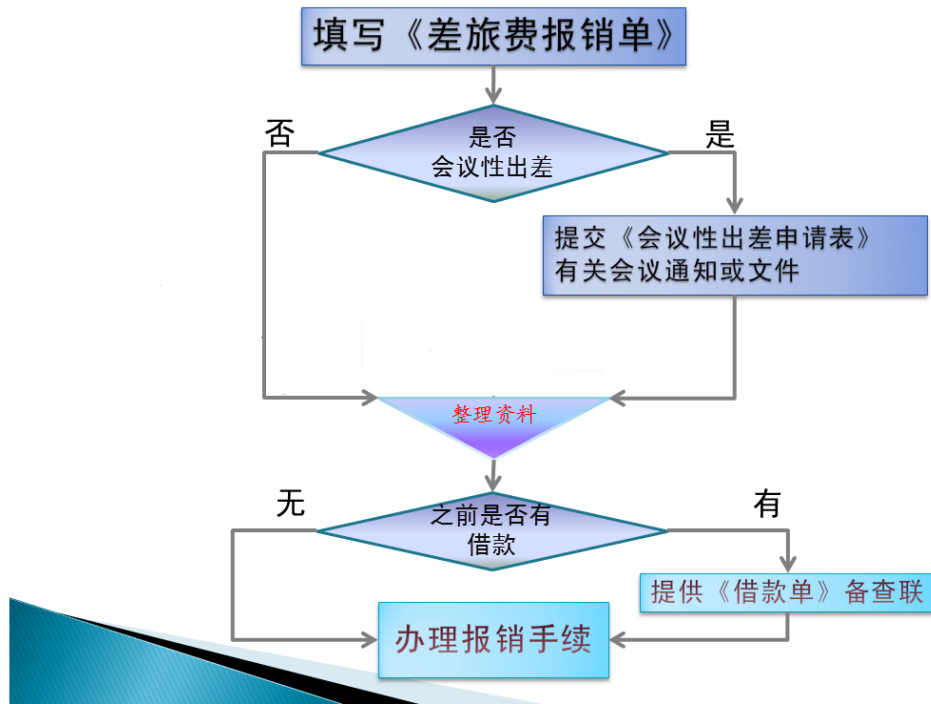 填写《差旅费报销单》
否
是否
会议性出差
是
提交《会议性出差申请表》
有关会议通知或文件
整理资料
无
之前是否有
借款
有
提供《借款单》备查联
办理报销手续